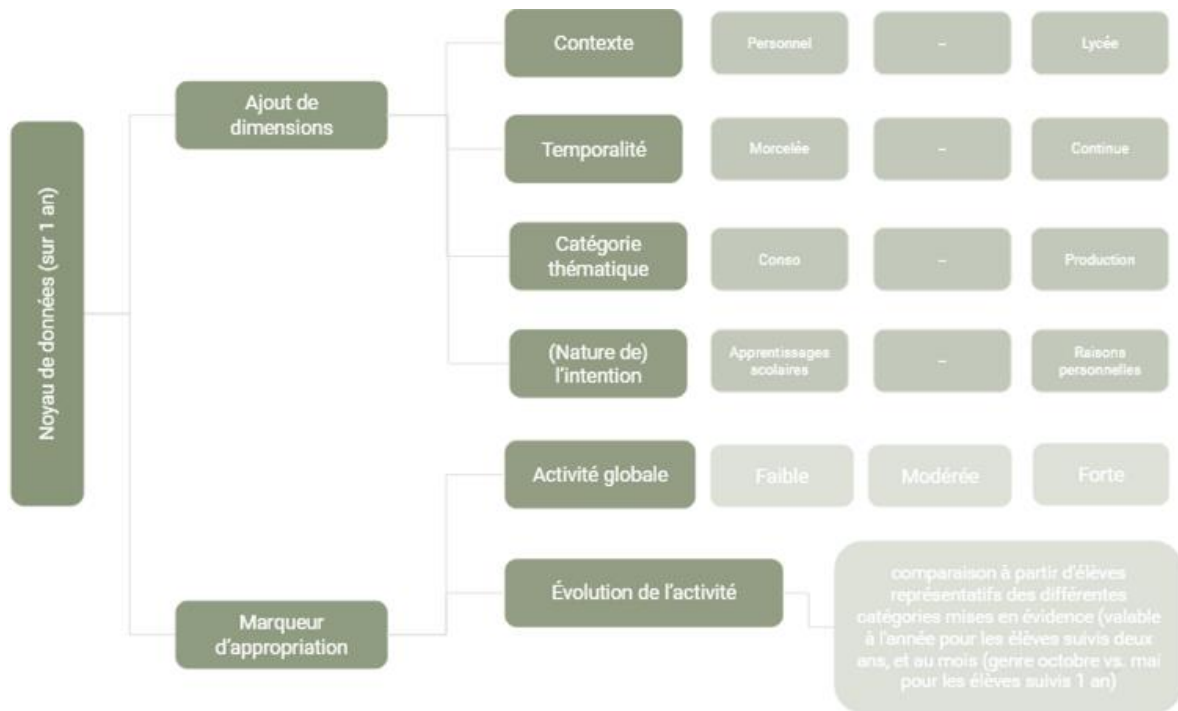 Noyau de données (sur 1 an)
Ajout de
dimensions
Contexte
Personnel
–
Lycée
Temporalité
Morcelée
–
Continue
Catégorie
thématique
Conso
–
Production
(Nature de)
l'intention
Apprentissages
scolaires
–
Raisons
personnelles
Marqueur
d'appropriation
Activité globale
Faible
Modérée
Forte
Évolution de l'activité
comparaison à partir d'élèves
représentatifs des différentes
catégories mises en évidence (valable
à l'année pour les élèves suivis deux
ans, et au mois (genre octobre vs. mai
pour les élèves suivis 1 an)